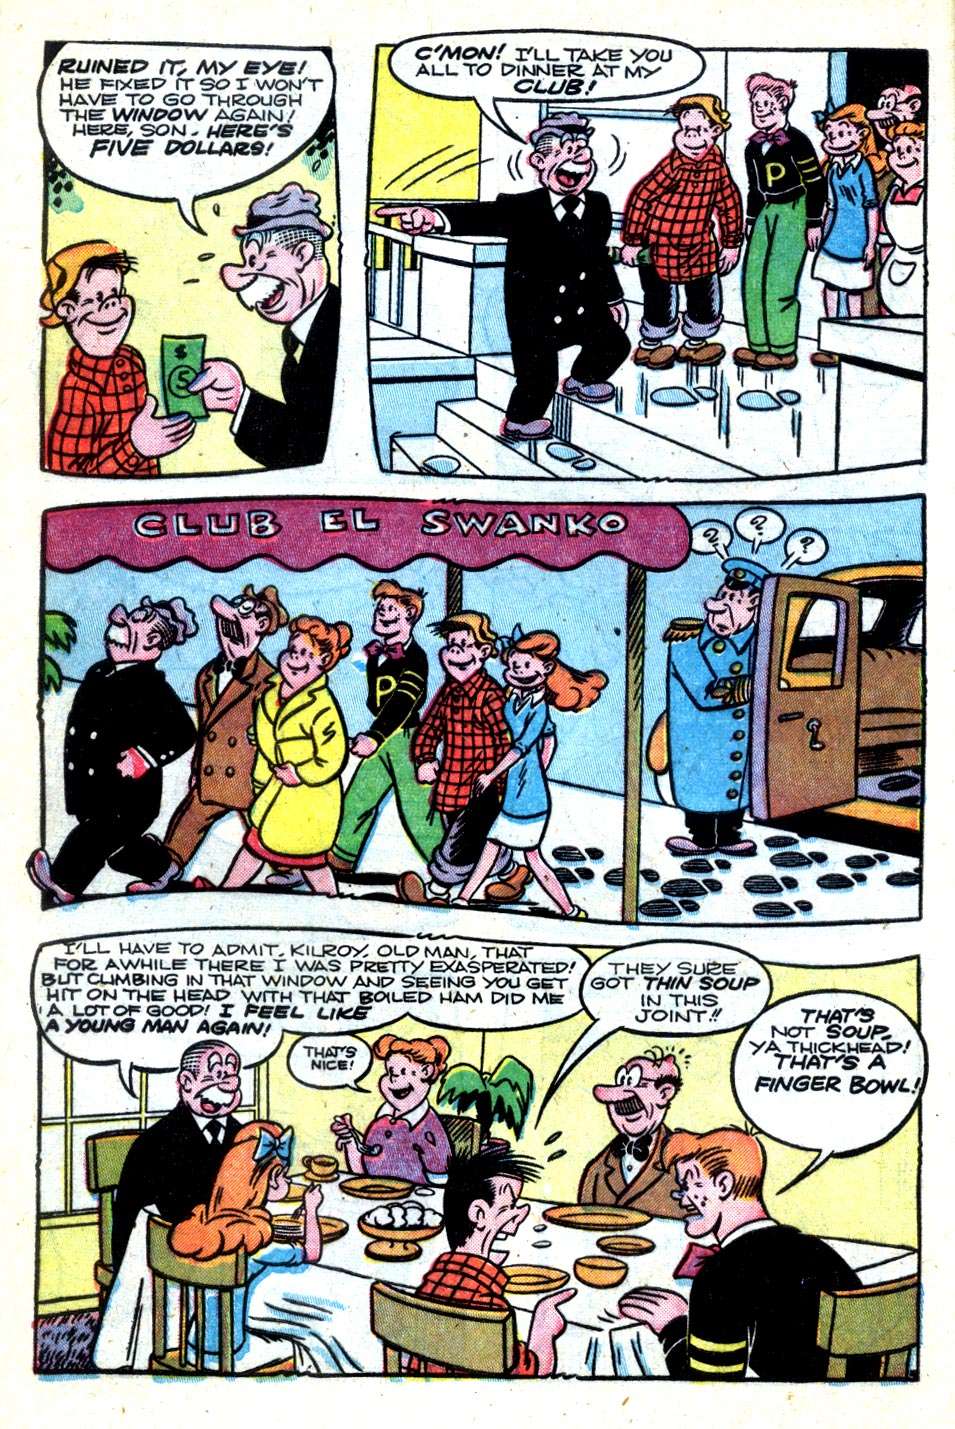 RUINED IT, MY EYE!
HE FIXED IT SO I WON'T
HAVE TO GO THROUGH
THE WINDOW AGAIN!
HERE, SON - HERE'S
FIVE DOLLARS!
$
5
C'MON! I'LL TAKE YOU
ALL TO DINNER AT MY
CLUB!
P
CLUB EL SWANKO
?
?
?
P
I'LL HAVE TO ADMIT, KILROY, OLD MAN, THAT
FOR AWHILE THERE I WAS PRETTY EXASPERATED!
BUT CLIMBING IN THAT WINDOW AND SEEING YOU GET
HIT ON THE HEAD WITH THAT BOILED HAM DID ME
A LOT OF GOOD! I FEEL LIKE
A YOUNG MAN AGAIN!
THAT'S
NICE!
THEY SURE
GOT THIN SOUP
IN THIS
JOINT!!
THAT'S
NOT SOUP,
YA THICKHEAD!
THAT'S A
FINGER BOWL!